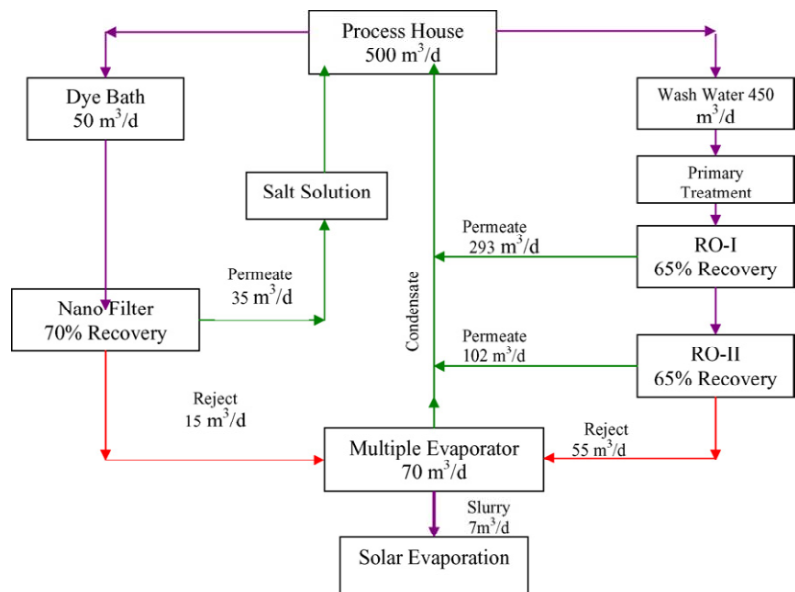 Process House
500 m³/d
Dye Bath
50 m³/d
Wash Water 450
m³/d
Primary
Treatment
Salt Solution
Permeate
293 m³/d
RO-I
65% Recovery
Permeate
35 m³/d
Nano Filter
70% Recovery
Condensate
Permeate
102 m³/d
RO-II
65% Recovery
Reject
15 m³/d
Multiple Evaporator
70 m³/d
Reject
55 m³/d
Slurry
7m³/d
Solar Evaporation